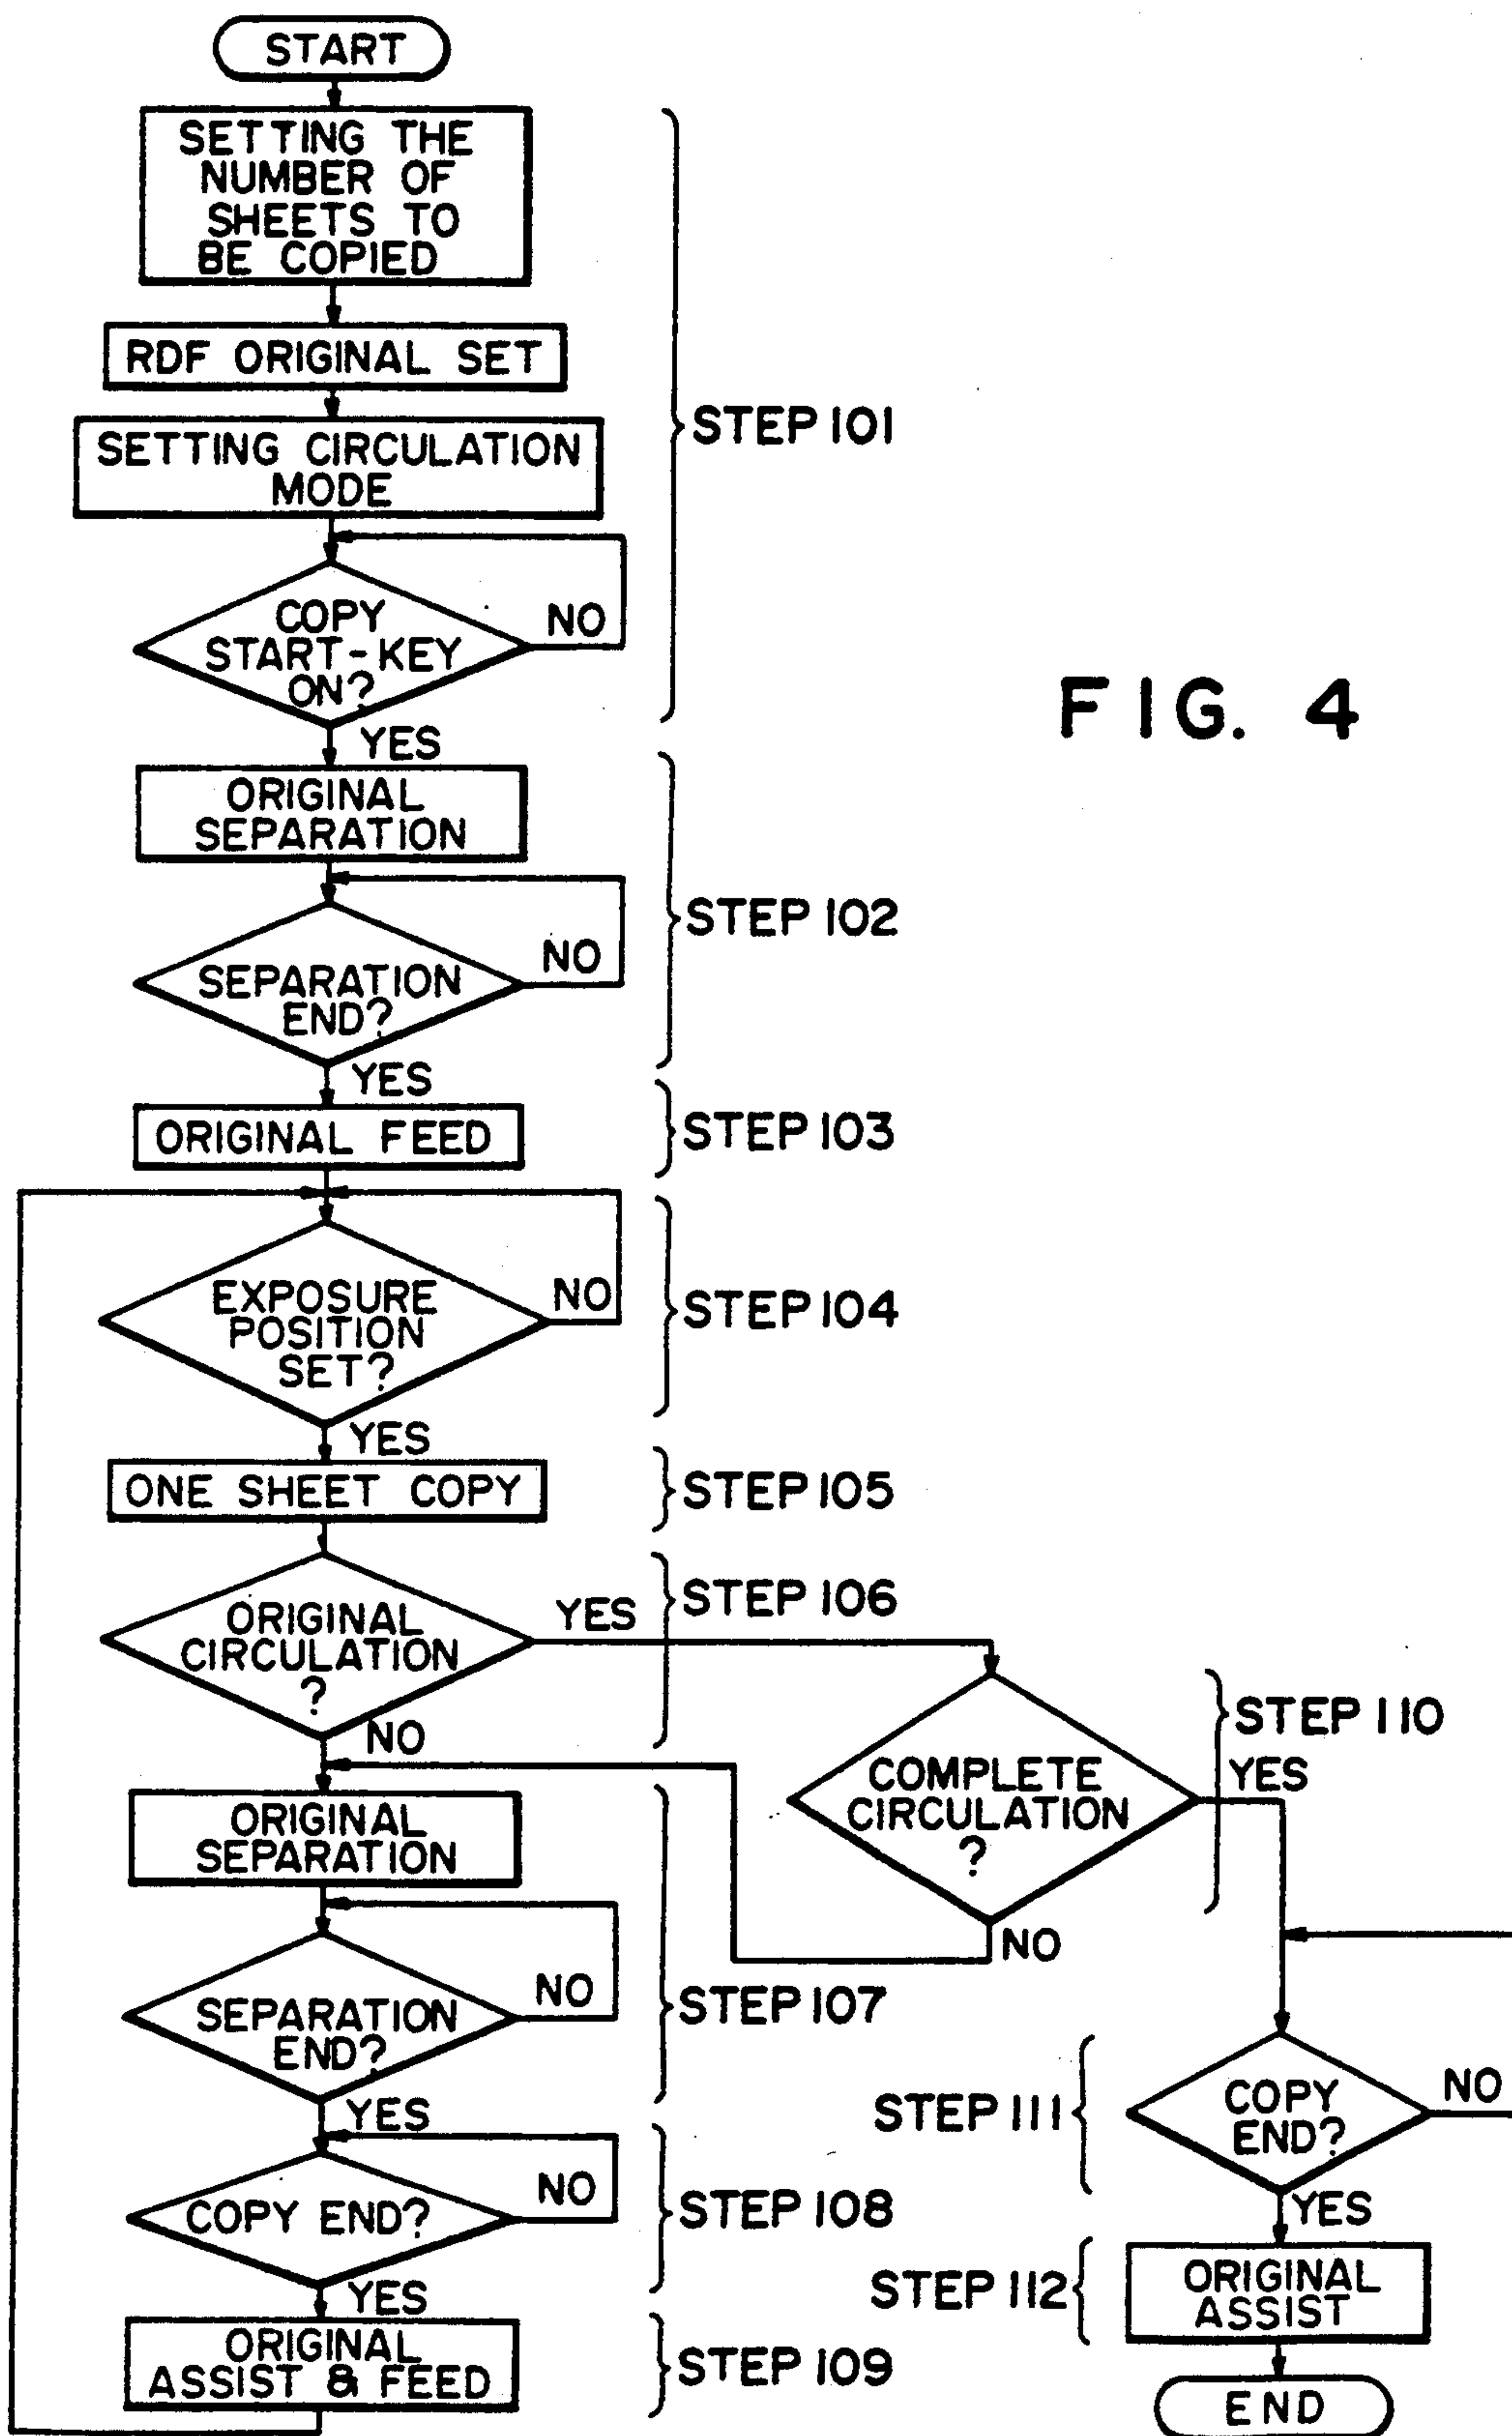 START
SETTING THE
NUMBER OF
SHEETS TO
BE COPIED
RDF ORIGINAL SET
SETTING CIRCULATION
MODE
STEP 101
COPY
START-KEY
ON?
NO
YES
FIG. 4
ORIGINAL
SEPARATION
STEP 102
SEPARATION
END?
NO
YES
ORIGINAL FEED
STEP 103
EXPOSURE
POSITION
SET?
NO
STEP 104
YES
ONE SHEET COPY
STEP 105
ORIGINAL
CIRCULATION
?
YES
STEP 106
NO
COMPLETE
CIRCULATION
?
STEP 110
YES
NO
ORIGINAL
SEPARATION
SEPARATION
END?
NO
STEP 107
YES
COPY END?
NO
STEP 108
YES
ORIGINAL
ASSIST & FEED
STEP 109
STEP 111
COPY
END?
NO
YES
STEP 112
ORIGINAL
ASSIST
END